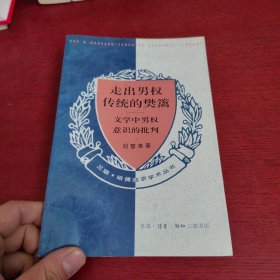 走出男权
传统的樊篱
文学中男权
意识的批判
刘慧英著
三联·哈佛燕京学术丛书
生活·读书·新知三联书店